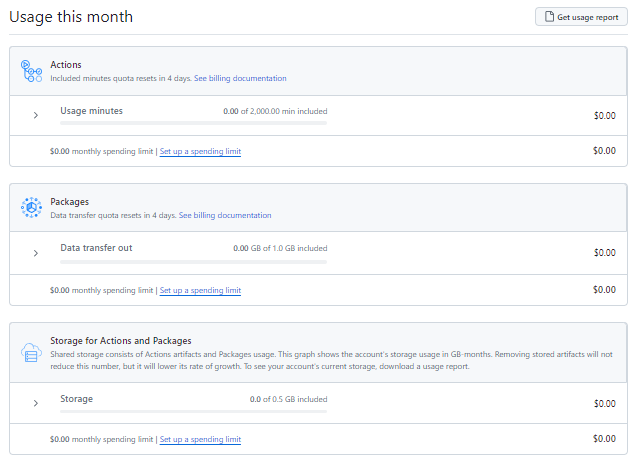 Usage this month
Get usage report
Actions
Included minutes quota resets in 4 days. See billing documentation
Usage minutes
0.00 of 2,000.00 min included
$0.00
$0.00 monthly spending limit | Set up a spending limit
$0.00
Packages
Data transfer quota resets in 4 days. See billing documentation
Data transfer out
0.00 GB of 1.0 GB included
$0.00
$0.00 monthly spending limit | Set up a spending limit
$0.00
Storage for Actions and Packages
Shared storage consists of Actions artifacts and Packages usage. This graph shows the account's storage usage in GB-months. Removing stored artifacts will not
reduce this number, but it will lower its rate of growth. To see your account's current storage, download a usage report.
Storage
0.0 of 0.5 GB included
$0.00
$0.00 monthly spending limit | Set up a spending limit
$0.00